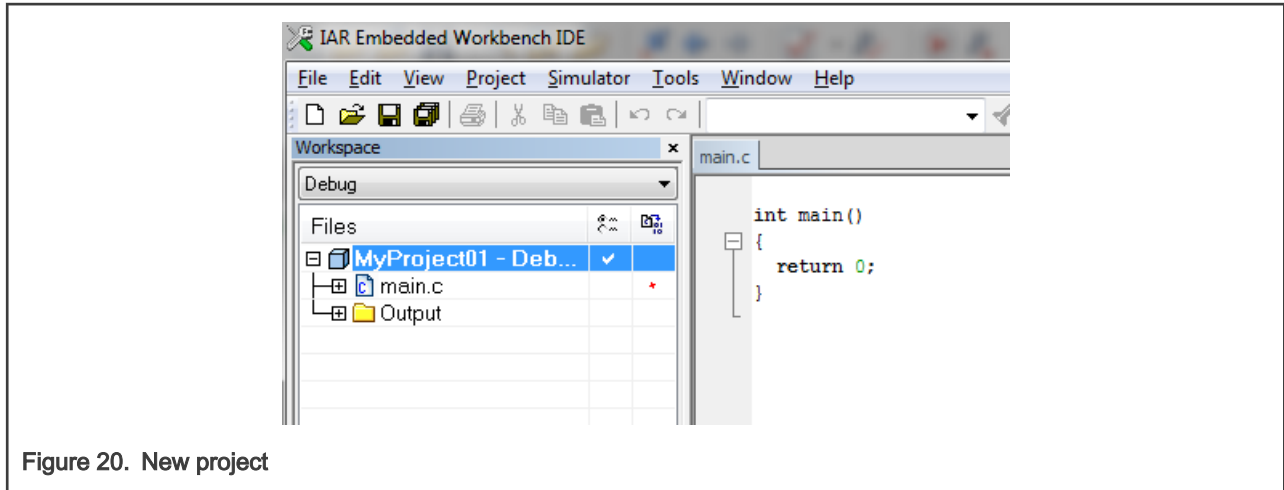 IAR Embedded Workbench IDE
File Edit View Project Simulator Tools Window Help
Workspace
main.c
Debug
Files
MyProject01 - Deb...
main.c
Output
int main()
{
return 0;
}
Figure 20. New project